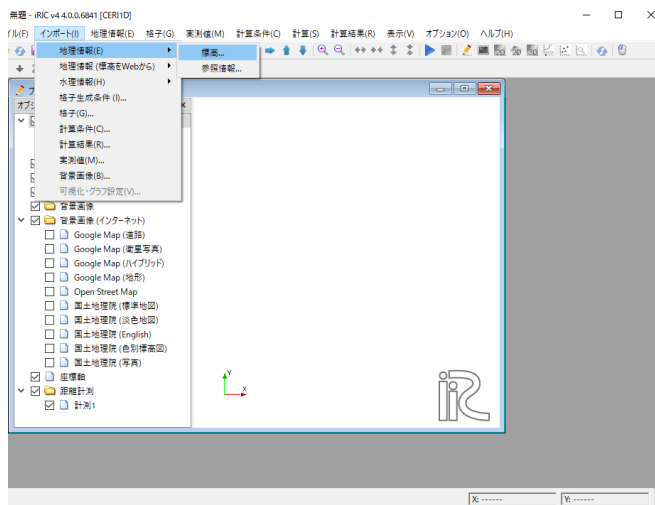 無題 - iRIC v4 4.0.0.6841 [CERI1D]
イル(F) インポート(I) 地理情報(E) 格子(G) 実測値(M) 計算条件(C) 計算(S) 計算結果(R) 表示(V) オプション(O) ヘルプ(H)
地理情報(E)
標高...
地理情報 (標高をWebから)
参照情報...
水理情報(H)
格子生成条件 (I)...
格子(G)...
計算条件(C)...
計算結果(R)...
実測値(M)...
背景画像(B)...
可視化・グラフ設定(V)...
背景画像
背景画像 (インターネット)
Google Map (道路)
Google Map (衛星写真)
Google Map (ハイブリッド)
Google Map (地形)
Open Street Map
国土地理院 (標準地図)
国土地理院 (淡色地図)
国土地理院 (English)
国土地理院 (色別標高図)
国土地理院 (写真)
座標軸
距離計測
計測1
Y
X
iRIC
X: ------
Y: ------